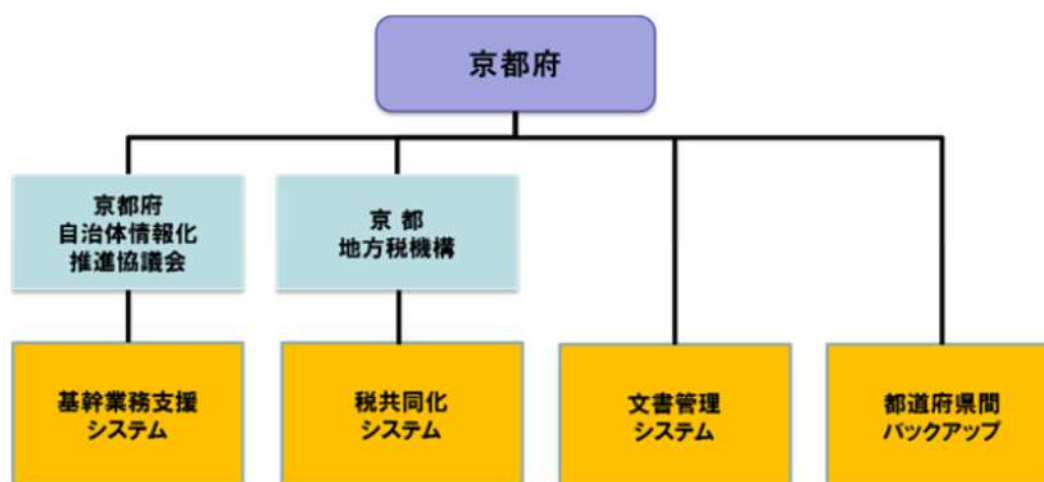 京都府
京都府
自治体情報化
推進協議会
京 都
地方税機構
基幹業務支援
システム
税共同化
システム
文書管理
システム
都道府県間
バックアップ